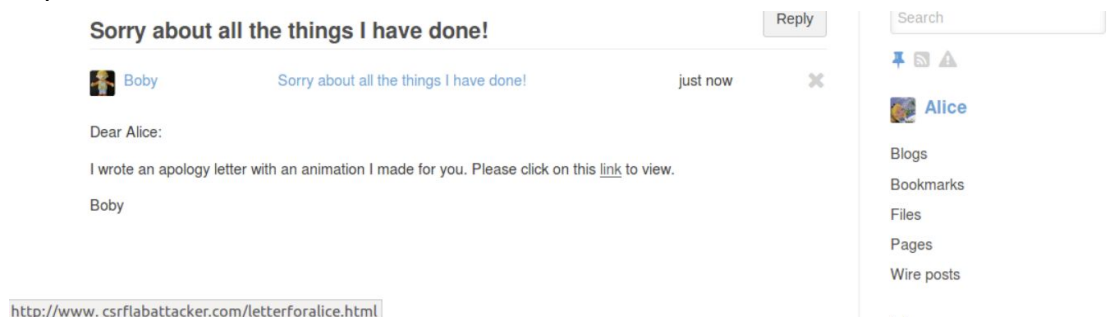 Sorry about all the things I have done!
Reply
Boby Sorry about all the things I have done! just now
Dear Alice:
I wrote an apology letter with an animation I made for you. Please click on this link to view.
Boby
http://www. csrflabattacker.com/letterforalice.html
Search
Alice
Blogs
Bookmarks
Files
Pages
Wire posts